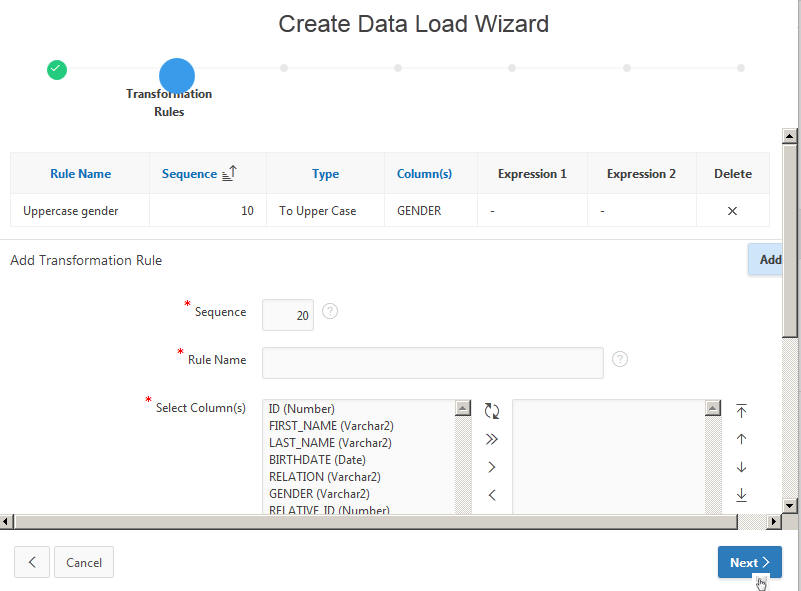 Create Data Load Wizard
Transformation
Rules
Rule Name Sequence Type Column(s) Expression 1 Expression 2 Delete
Uppercase gender 10 To Upper Case GENDER - -
Add Transformation Rule Add
* Sequence 20 ?
* Rule Name ?
* Select Column(s)
ID (Number)
FIRST_NAME (Varchar2)
LAST_NAME (Varchar2)
BIRTHDATE (Date)
RELATION (Varchar2)
GENDER (Varchar2)
RELATIVE_ID (Number)
Cancel Next